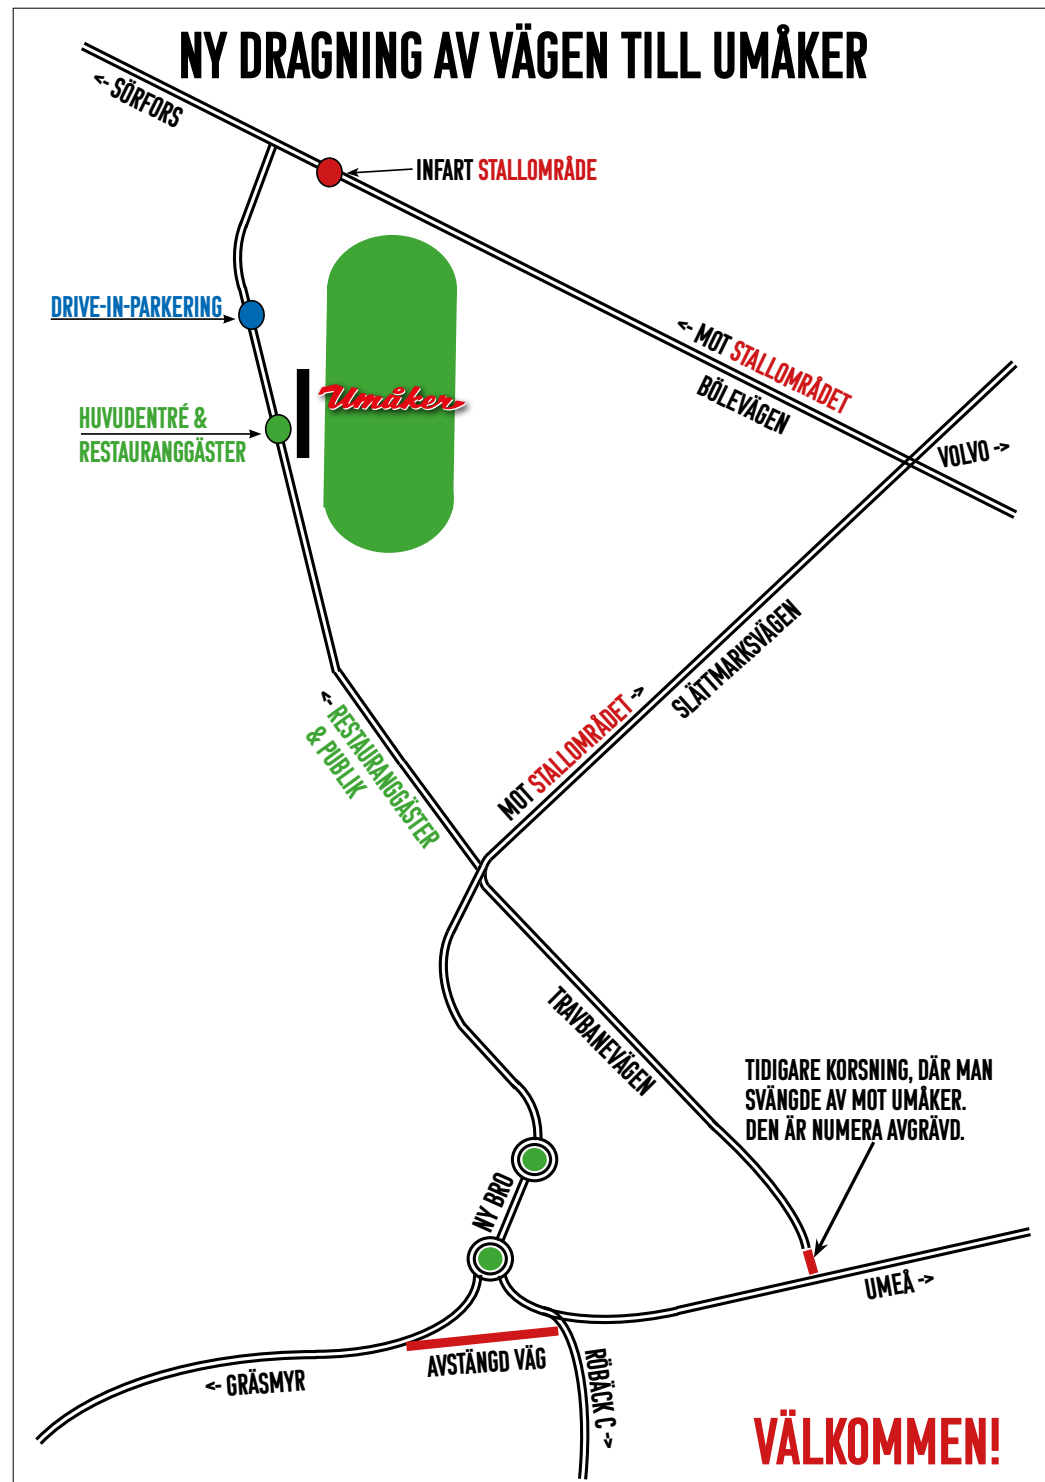 NY DRAGNING AV VÄGEN TILL UMÅKER
<- SÖRFORS
INFART STALLOMRÅDE
DRIVE-IN-PARKERING
<- MOT STALLOMRÅDET
BÖLEVÄGEN
Umåker
HUVUDENTRÉ &
RESTAURANGGÄSTER
VOLVO ->
SLÄTTMARKSVÄGEN
MOT STALLOMRÅDET ->
<- RESTAURANGGÄSTER
& PUBLIK
TRAVBANEVÄGEN
TIDIGARE KORSNING, DÄR MAN
SVÄNGDE AV MOT UMÅKER.
DEN ÄR NUMERA AVGRÄVD.
NY BRO
UMEÅ ->
AVSTÄNGD VÄG
<- GRÄSMYR
RÖBÄCK C ->
VÄLKOMMEN!